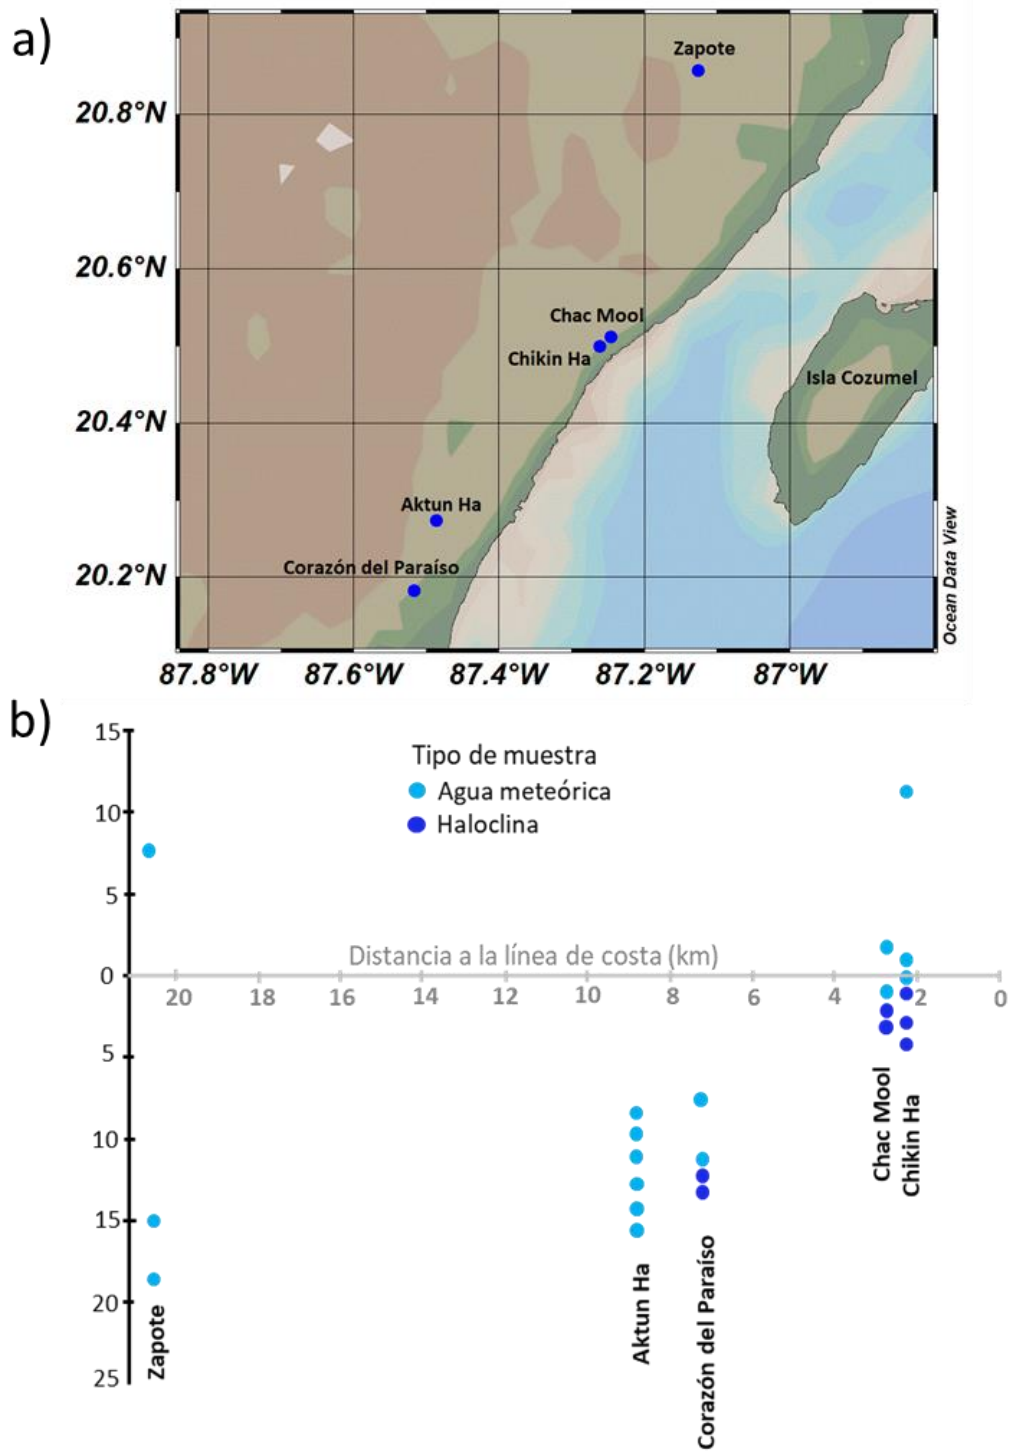 a)
Zapote
20.8°N
20.6°N
Chac Mool
Chikin Ha
Isla Cozumel
20.4°N
Aktun Ha
Corazón del Paraíso
20.2°N
Ocean Data View
87.8°W 87.6°W 87.4°W 87.2°W 87°W
b)
15
Tipo de muestra
Agua meteórica
Haloclina
10
5
Distancia a la línea de costa (km)
0
20 18 16 14 12 10 8 6 4 2 0
5
10
15
20
25
Zapote
Aktun Ha
Corazón del Paraíso
Chac Mool
Chikin Ha